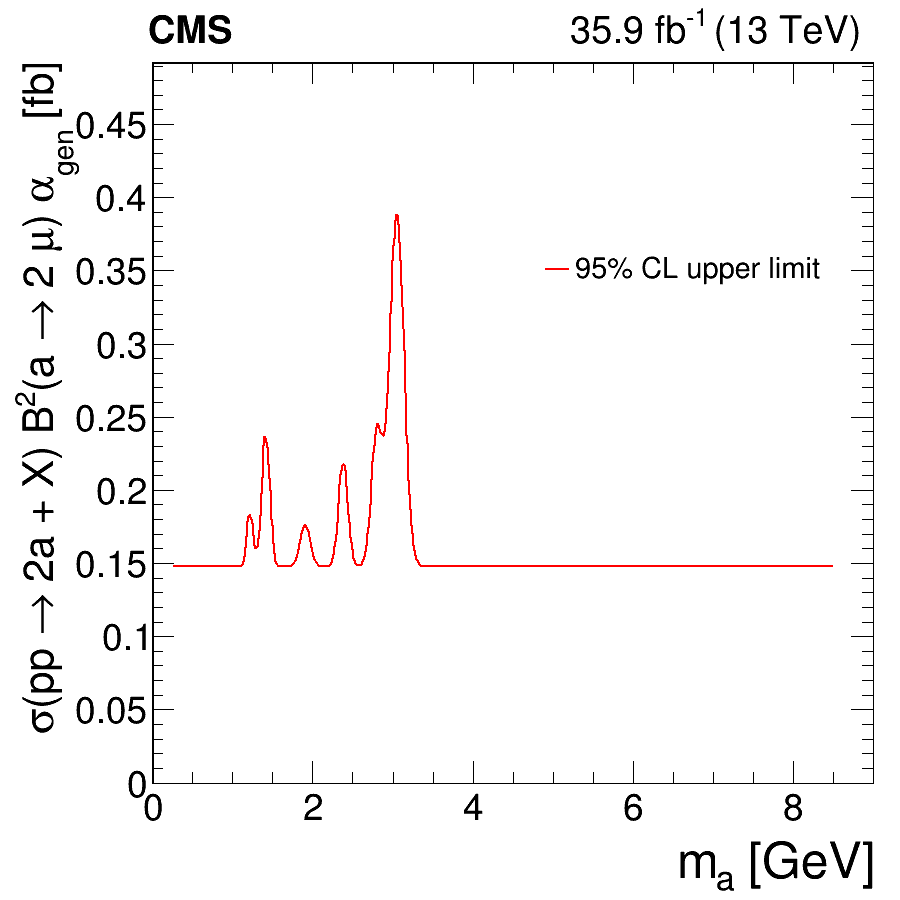 CMS 35.9 fb⁻¹ (13 TeV)
σ(pp → 2a + X) B²(a → 2 μ) α_gen [fb]
0.45
0.4
0.35
95% CL upper limit
0.3
0.25
0.2
0.15
0.1
0.05
0
0 2 4 6 8
m_a [GeV]